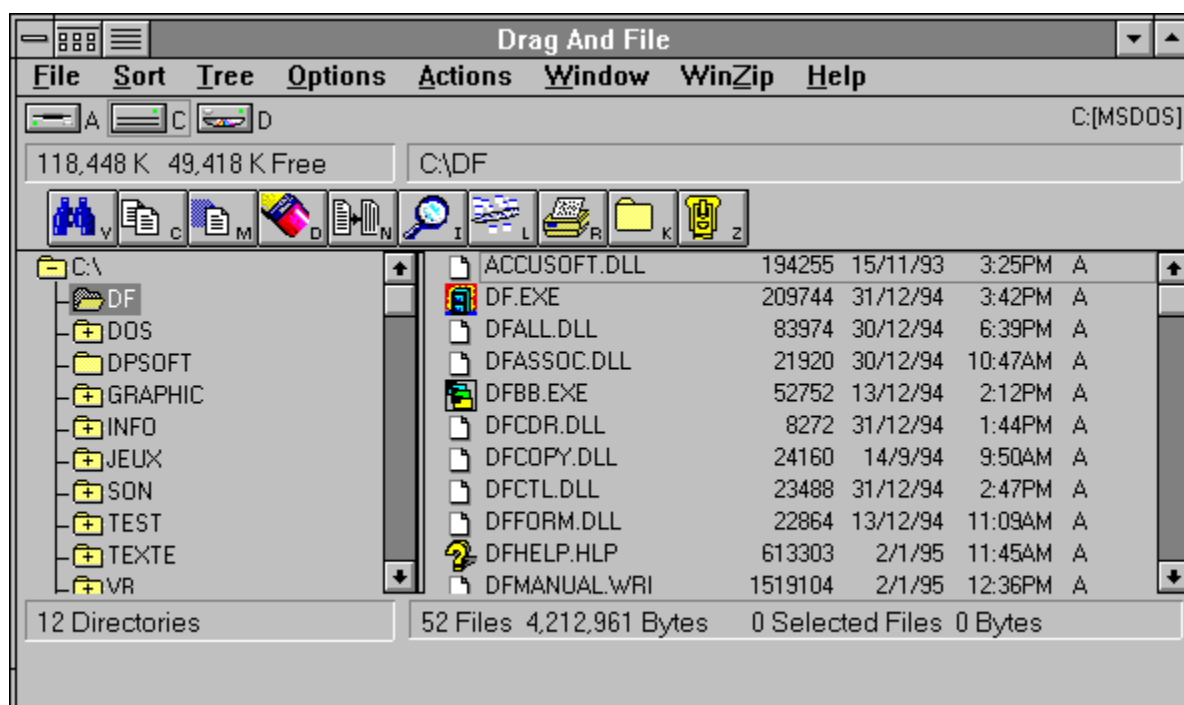 Drag And File
File Sort Tree Options Actions Window WinZip Help
A C D C:[MSDOS]
118,448 K 49,418 K Free C:\DF
V C M D N I L R K Z
C:\ ACCUSOFT.DLL 194255 15/11/93 3:25PM A
DF DF.EXE 209744 31/12/94 3:42PM A
DOS DFALL.DLL 83974 30/12/94 6:39PM A
DPSOFT DFASSOC.DLL 21920 30/12/94 10:47AM A
GRAPHIC DFBB.EXE 52752 13/12/94 2:12PM A
INFO DFCDR.DLL 8272 31/12/94 1:44PM A
JEUX DFCOPY.DLL 24160 14/9/94 9:50AM A
SON DFCTL.DLL 23488 31/12/94 2:47PM A
TEST DFFORM.DLL 22864 13/12/94 11:09AM A
TEXTE DFHELP.HLP 613303 2/1/95 11:45AM A
VR DFMANUAL.WRI 1519104 2/1/95 12:36PM A
12 Directories 52 Files 4,212,961 Bytes 0 Selected Files 0 Bytes